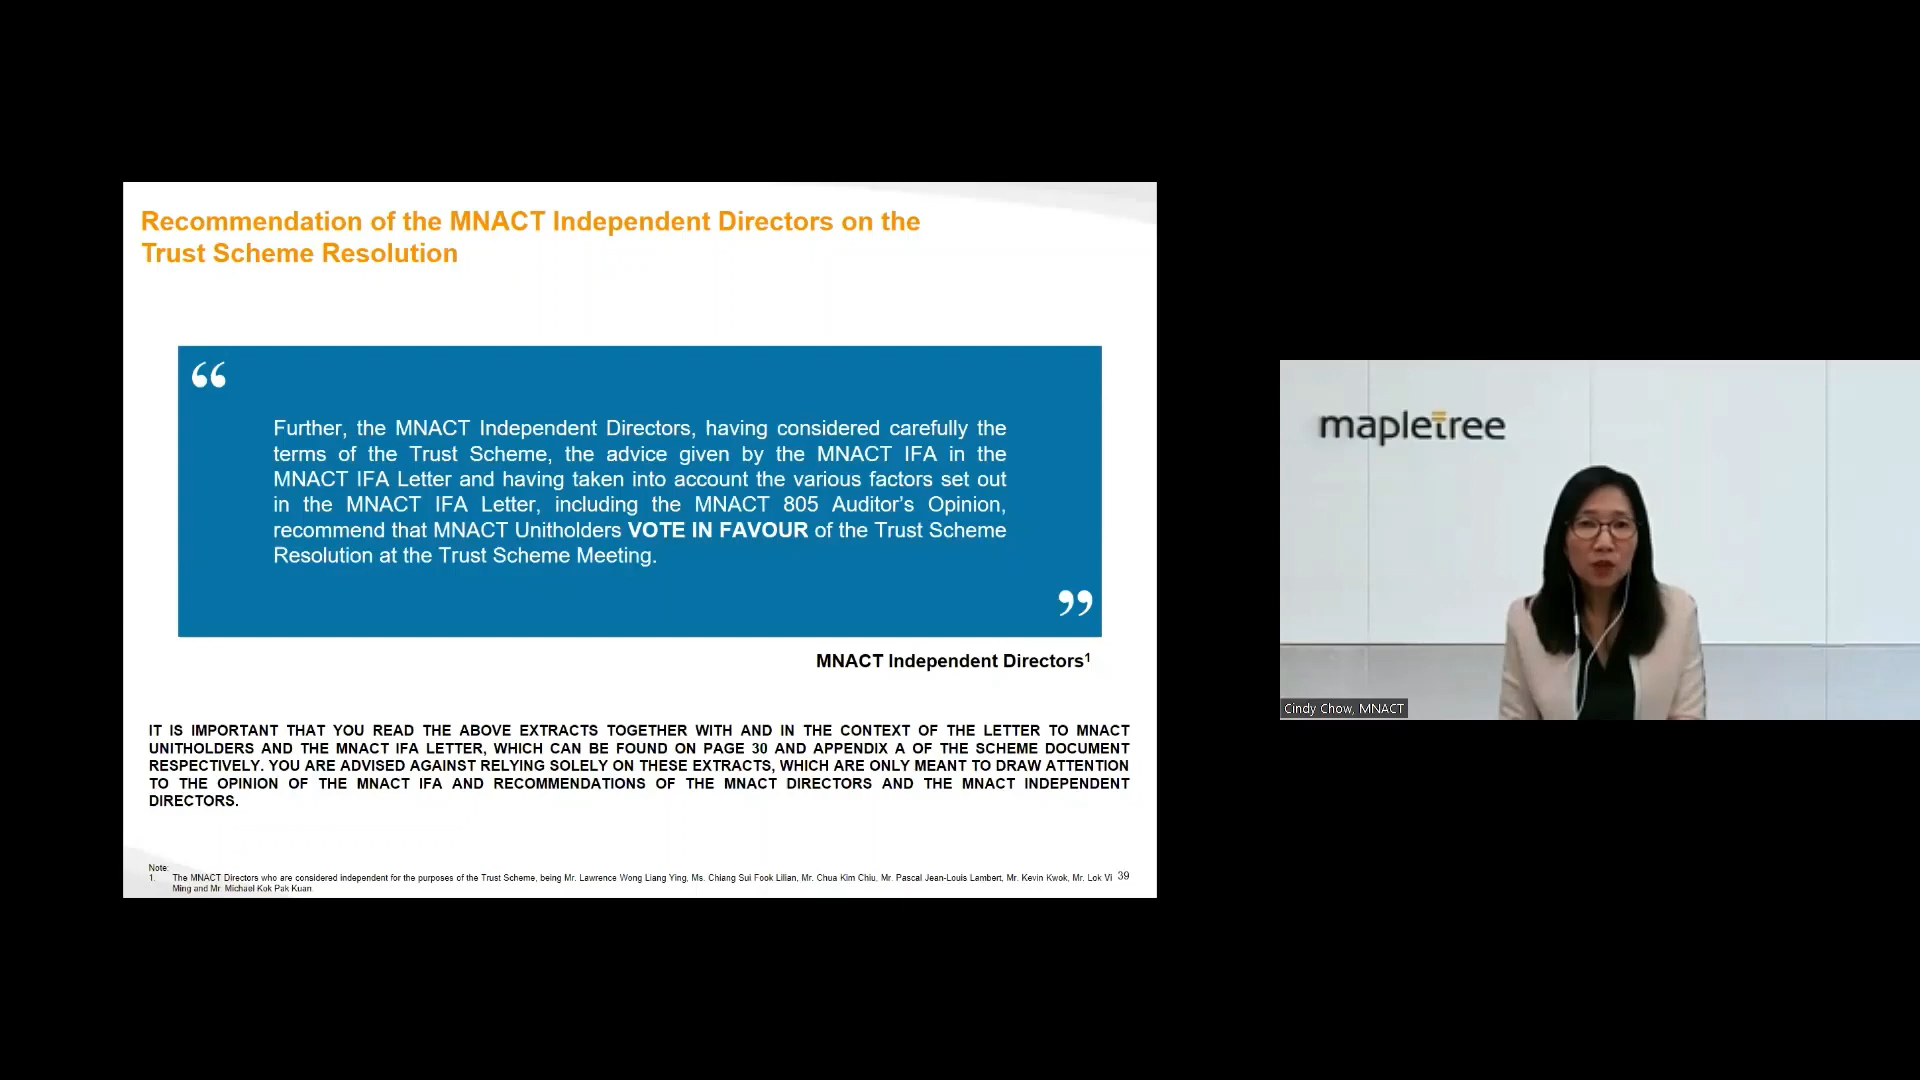 Recommendation of the MNACT Independent Directors on the
Trust Scheme Resolution
“
Further, the MNACT Independent Directors, having considered carefully the
terms of the Trust Scheme, the advice given by the MNACT IFA in the
MNACT IFA Letter and having taken into account the various factors set out
in the MNACT IFA Letter, including the MNACT 805 Auditor’s Opinion,
recommend that MNACT Unitholders VOTE IN FAVOUR of the Trust Scheme
Resolution at the Trust Scheme Meeting.
”
MNACT Independent Directors1
IT IS IMPORTANT THAT YOU READ THE ABOVE EXTRACTS TOGETHER WITH AND IN THE CONTEXT OF THE LETTER TO MNACT
UNITHOLDERS AND THE MNACT IFA LETTER, WHICH CAN BE FOUND ON PAGE 30 AND APPENDIX A OF THE SCHEME DOCUMENT
RESPECTIVELY. YOU ARE ADVISED AGAINST RELYING SOLELY ON THESE EXTRACTS, WHICH ARE ONLY MEANT TO DRAW ATTENTION
TO THE OPINION OF THE MNACT IFA AND RECOMMENDATIONS OF THE MNACT DIRECTORS AND THE MNACT INDEPENDENT
DIRECTORS.
Note:
1. The MNACT Directors who are considered independent for the purposes of the Trust Scheme, being Mr. Lawrence Wong Liang Ying, Ms. Chiang Sui Fook Lilian, Mr. Chua Kim Chiu, Mr. Pascal Jean-Louis Lambert, Mr. Kevin Kwok, Mr. Lok Vi
Ming and Mr. Michael Kok Pak Kuan.
39
mapletree
Cindy Chow, MNACT